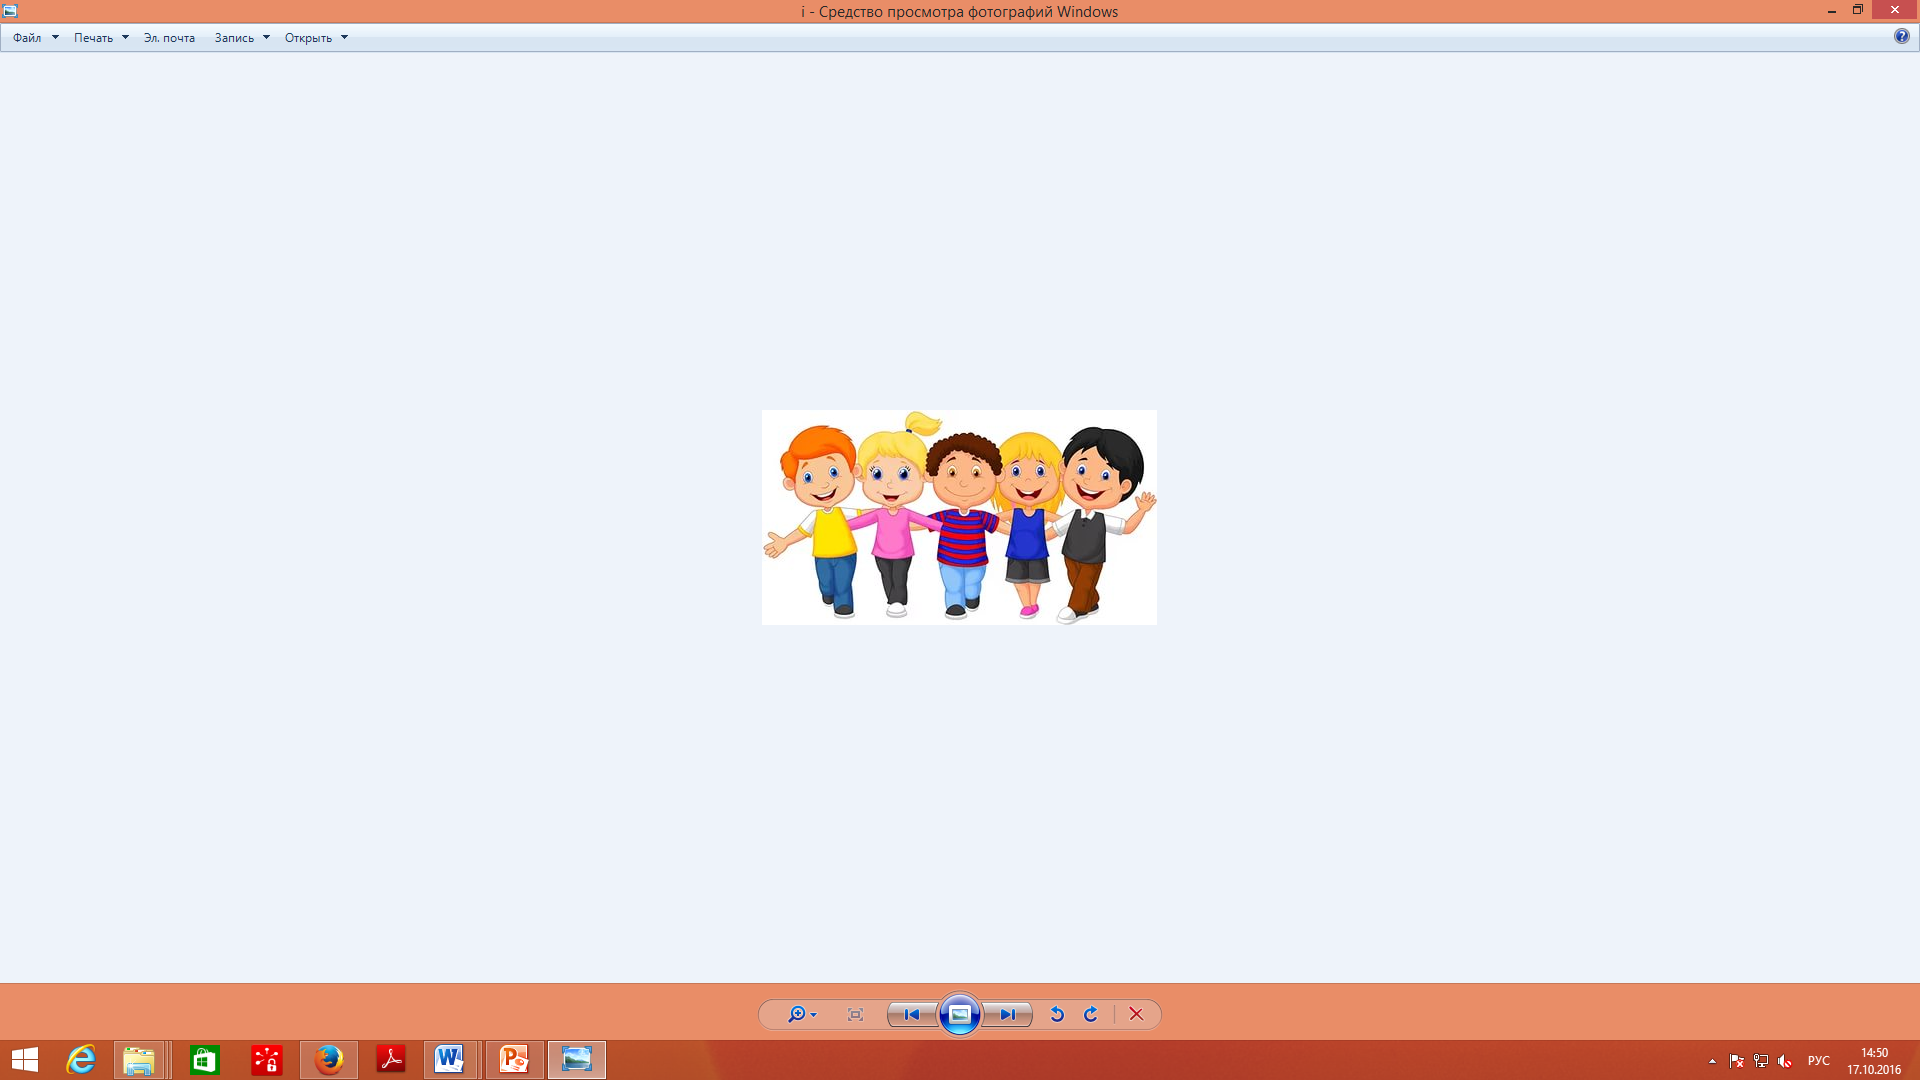 i - Средство просмотра фотографий Windows
Файл Печать Эл. почта Запись Открыть
РУС
14:50
17.10.2016